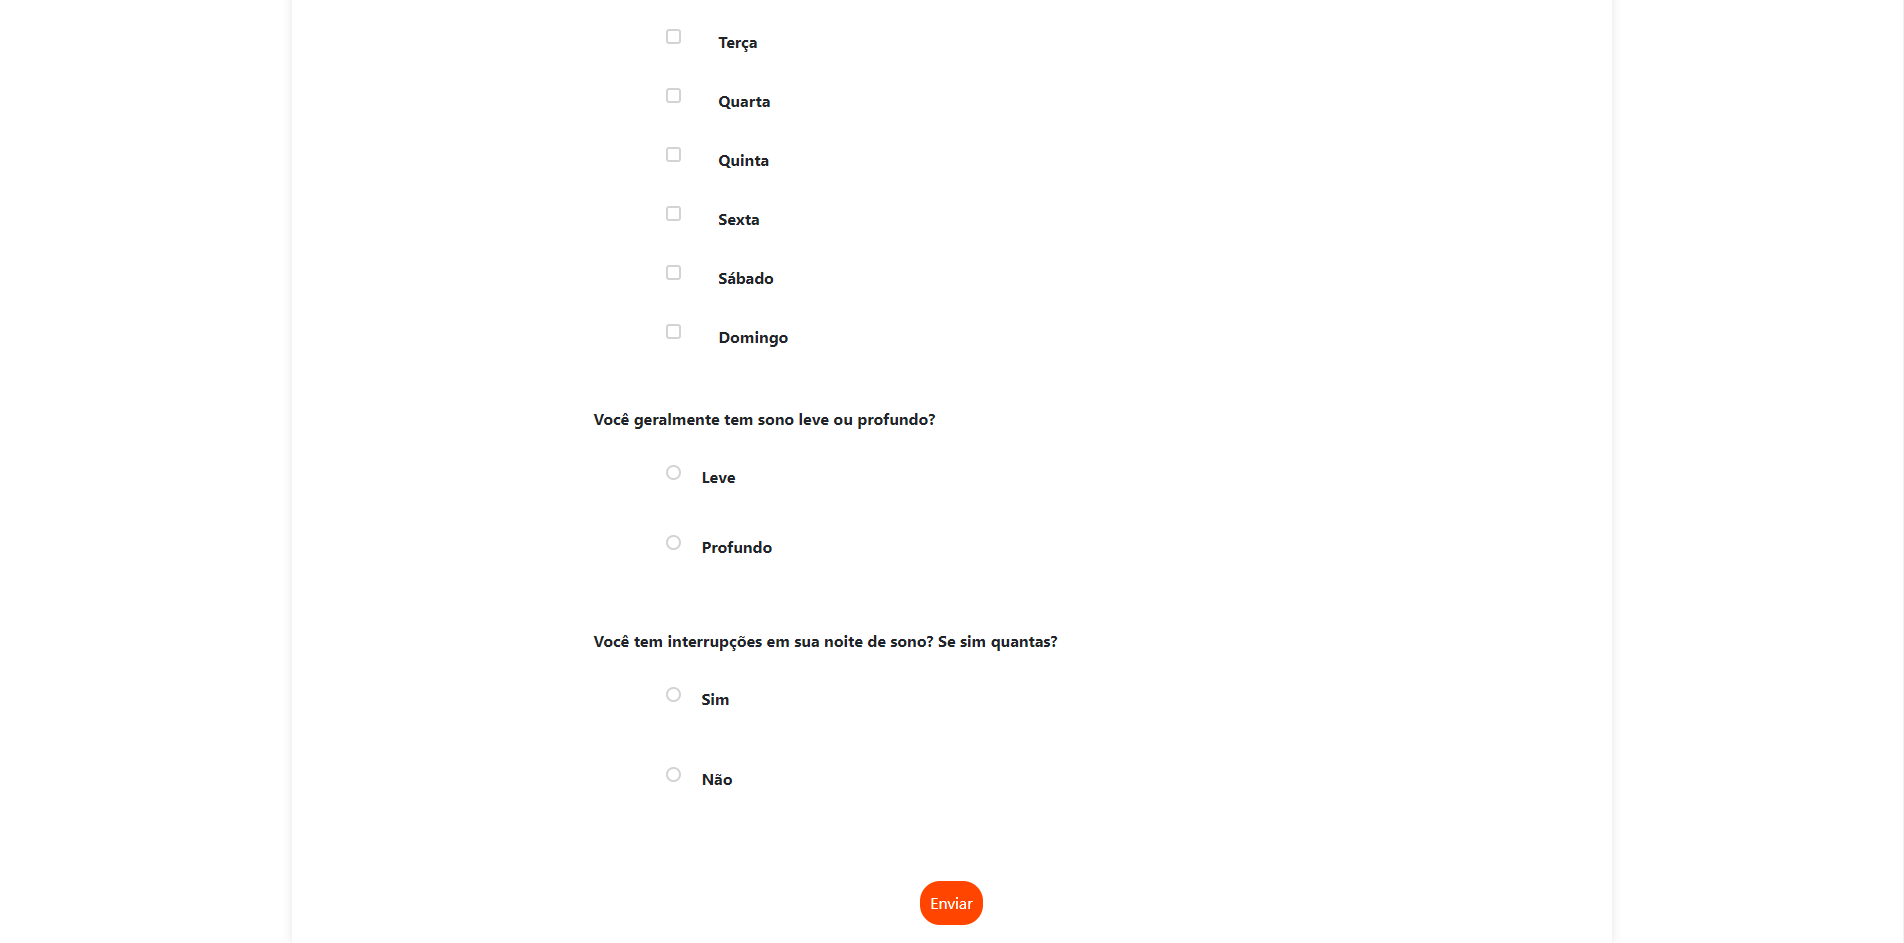 Terça
Quarta
Quinta
Sexta
Sábado
Domingo
Você geralmente tem sono leve ou profundo?
Leve
Profundo
Você tem interrupções em sua noite de sono? Se sim quantas?
Sim
Não
Enviar